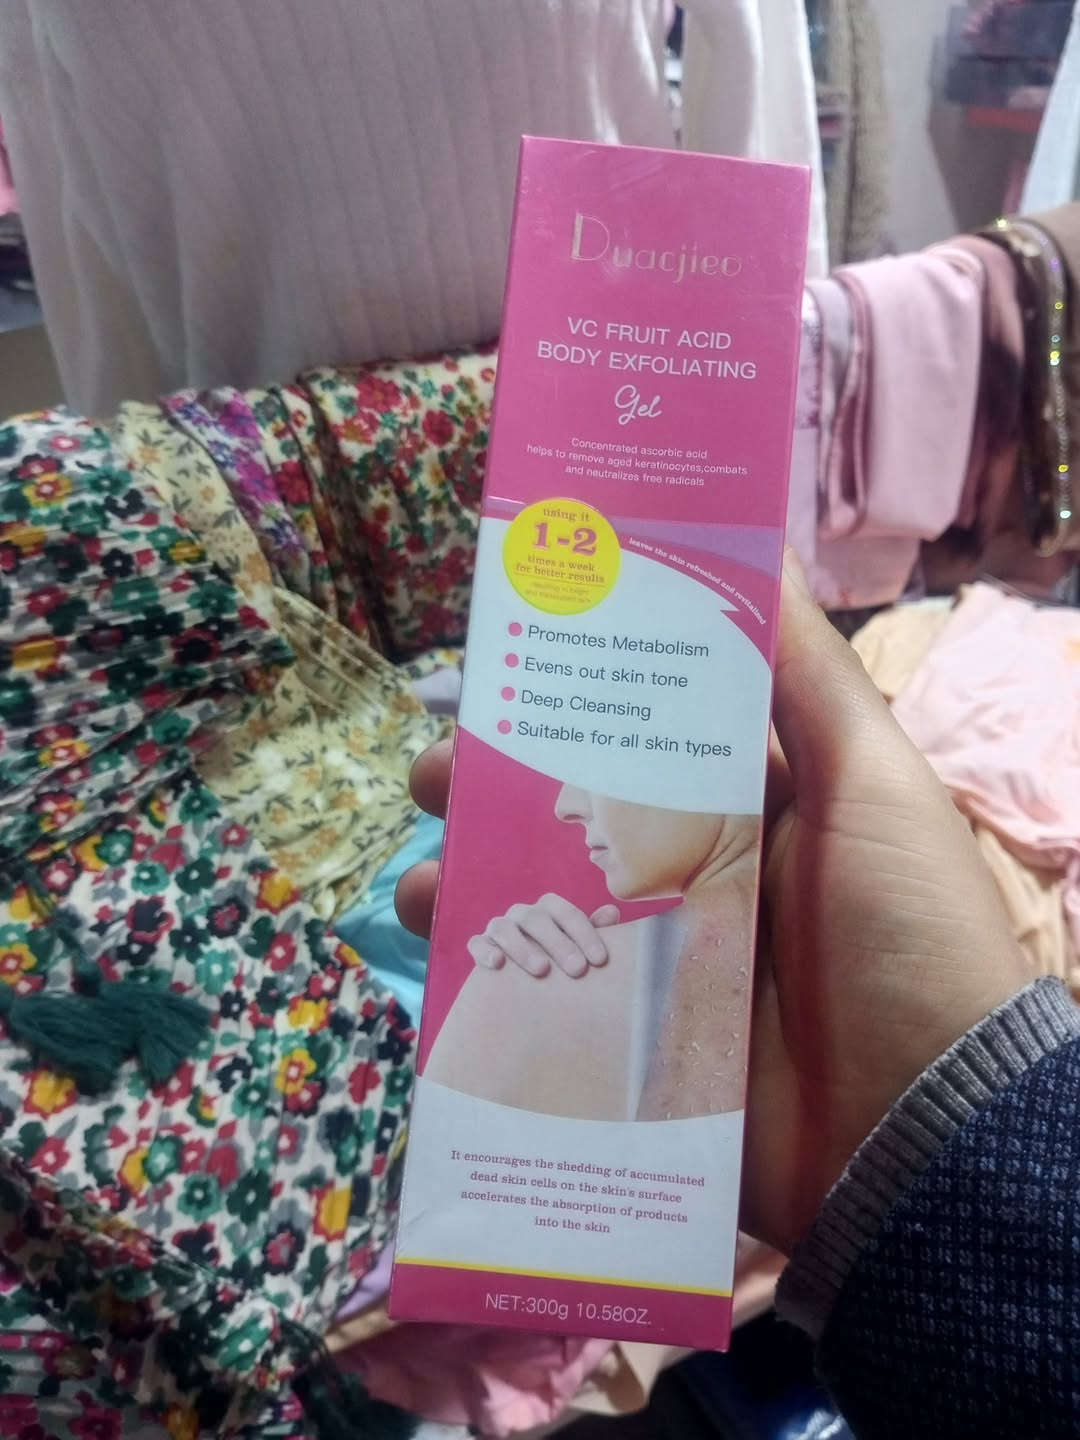 Duacjieo
VC FRUIT ACID
BODY EXFOLIATING
Gel
Concentrated ascorbic acid
helps to remove aged keratinocytes,combats
and neutralizes free radicals
using it
1-2
times a week
for better results
leaves the skin refreshed and revitalized
Promotes Metabolism
Evens out skin tone
Deep Cleansing
Suitable for all skin types
It encourages the shedding of accumulated
dead skin cells on the skin's surface
accelerates the absorption of products
into the skin
NET:300g 10.58OZ.